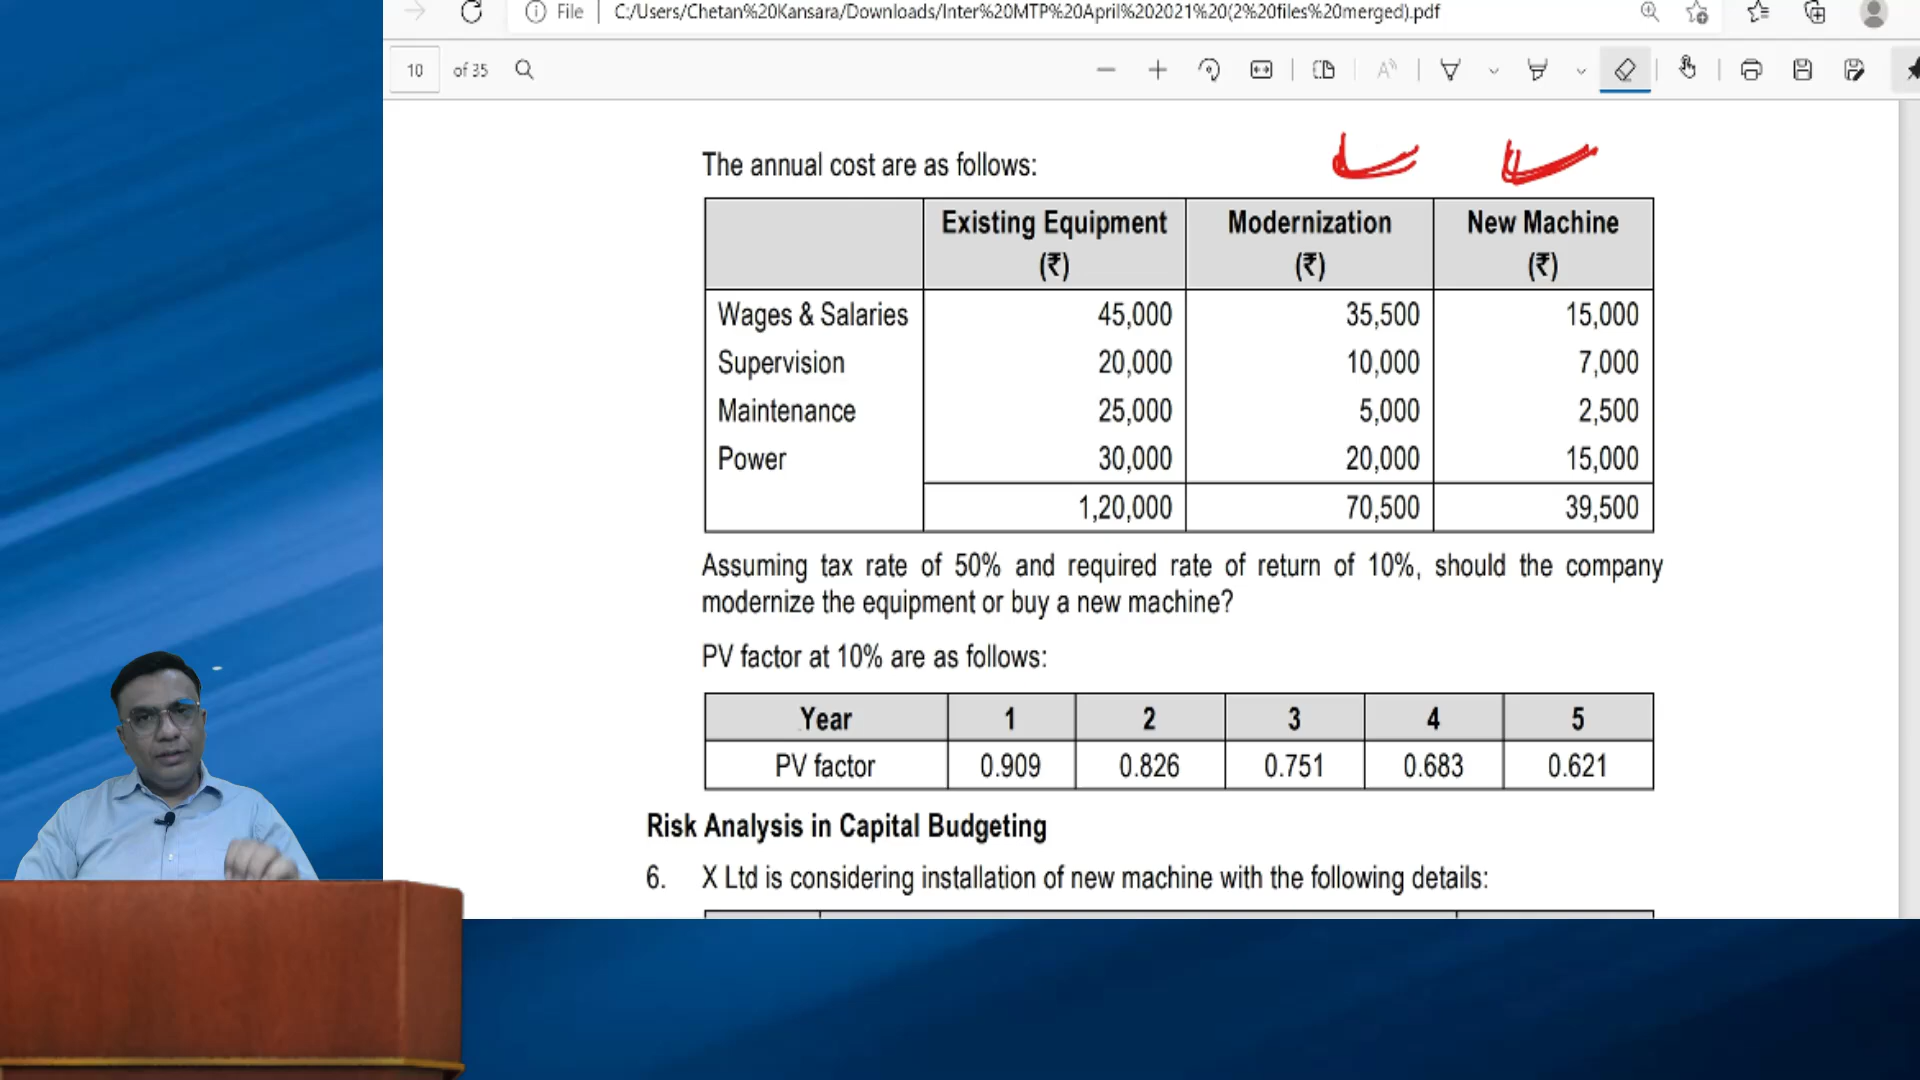 File C:/Users/Chetan%20Kansara/Downloads/Inter%20MTP%20April%202021%20(2%20files%20merged).pdf
10 of 35
The annual cost are as follows:
Existing Equipment (₹) Modernization (₹) New Machine (₹)
Wages & Salaries 45,000 35,500 15,000
Supervision 20,000 10,000 7,000
Maintenance 25,000 5,000 2,500
Power 30,000 20,000 15,000
1,20,000 70,500 39,500
Assuming tax rate of 50% and required rate of return of 10%, should the company
modernize the equipment or buy a new machine?
PV factor at 10% are as follows:
Year 1 2 3 4 5
PV factor 0.909 0.826 0.751 0.683 0.621
Risk Analysis in Capital Budgeting
6. X Ltd is considering installation of new machine with the following details: